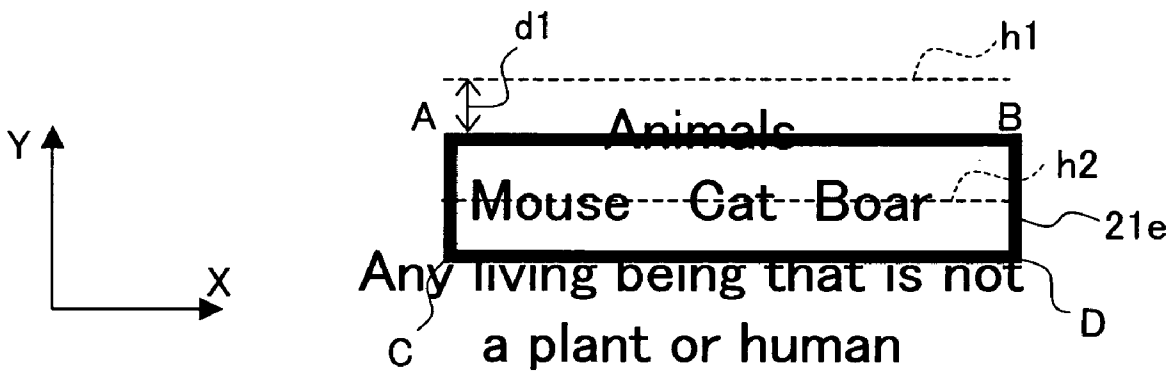 d1
h1
A
B
Animals
Y
h2
Mouse Cat Boar
21e
X
Any living being that is not
C
D
a plant or human